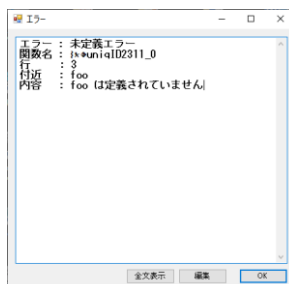 エラー
エラー : 未定義エラー
関数名 :
行 : 3
付近 : foo
内容 : foo は定義されていません
全文表示 編集 OK